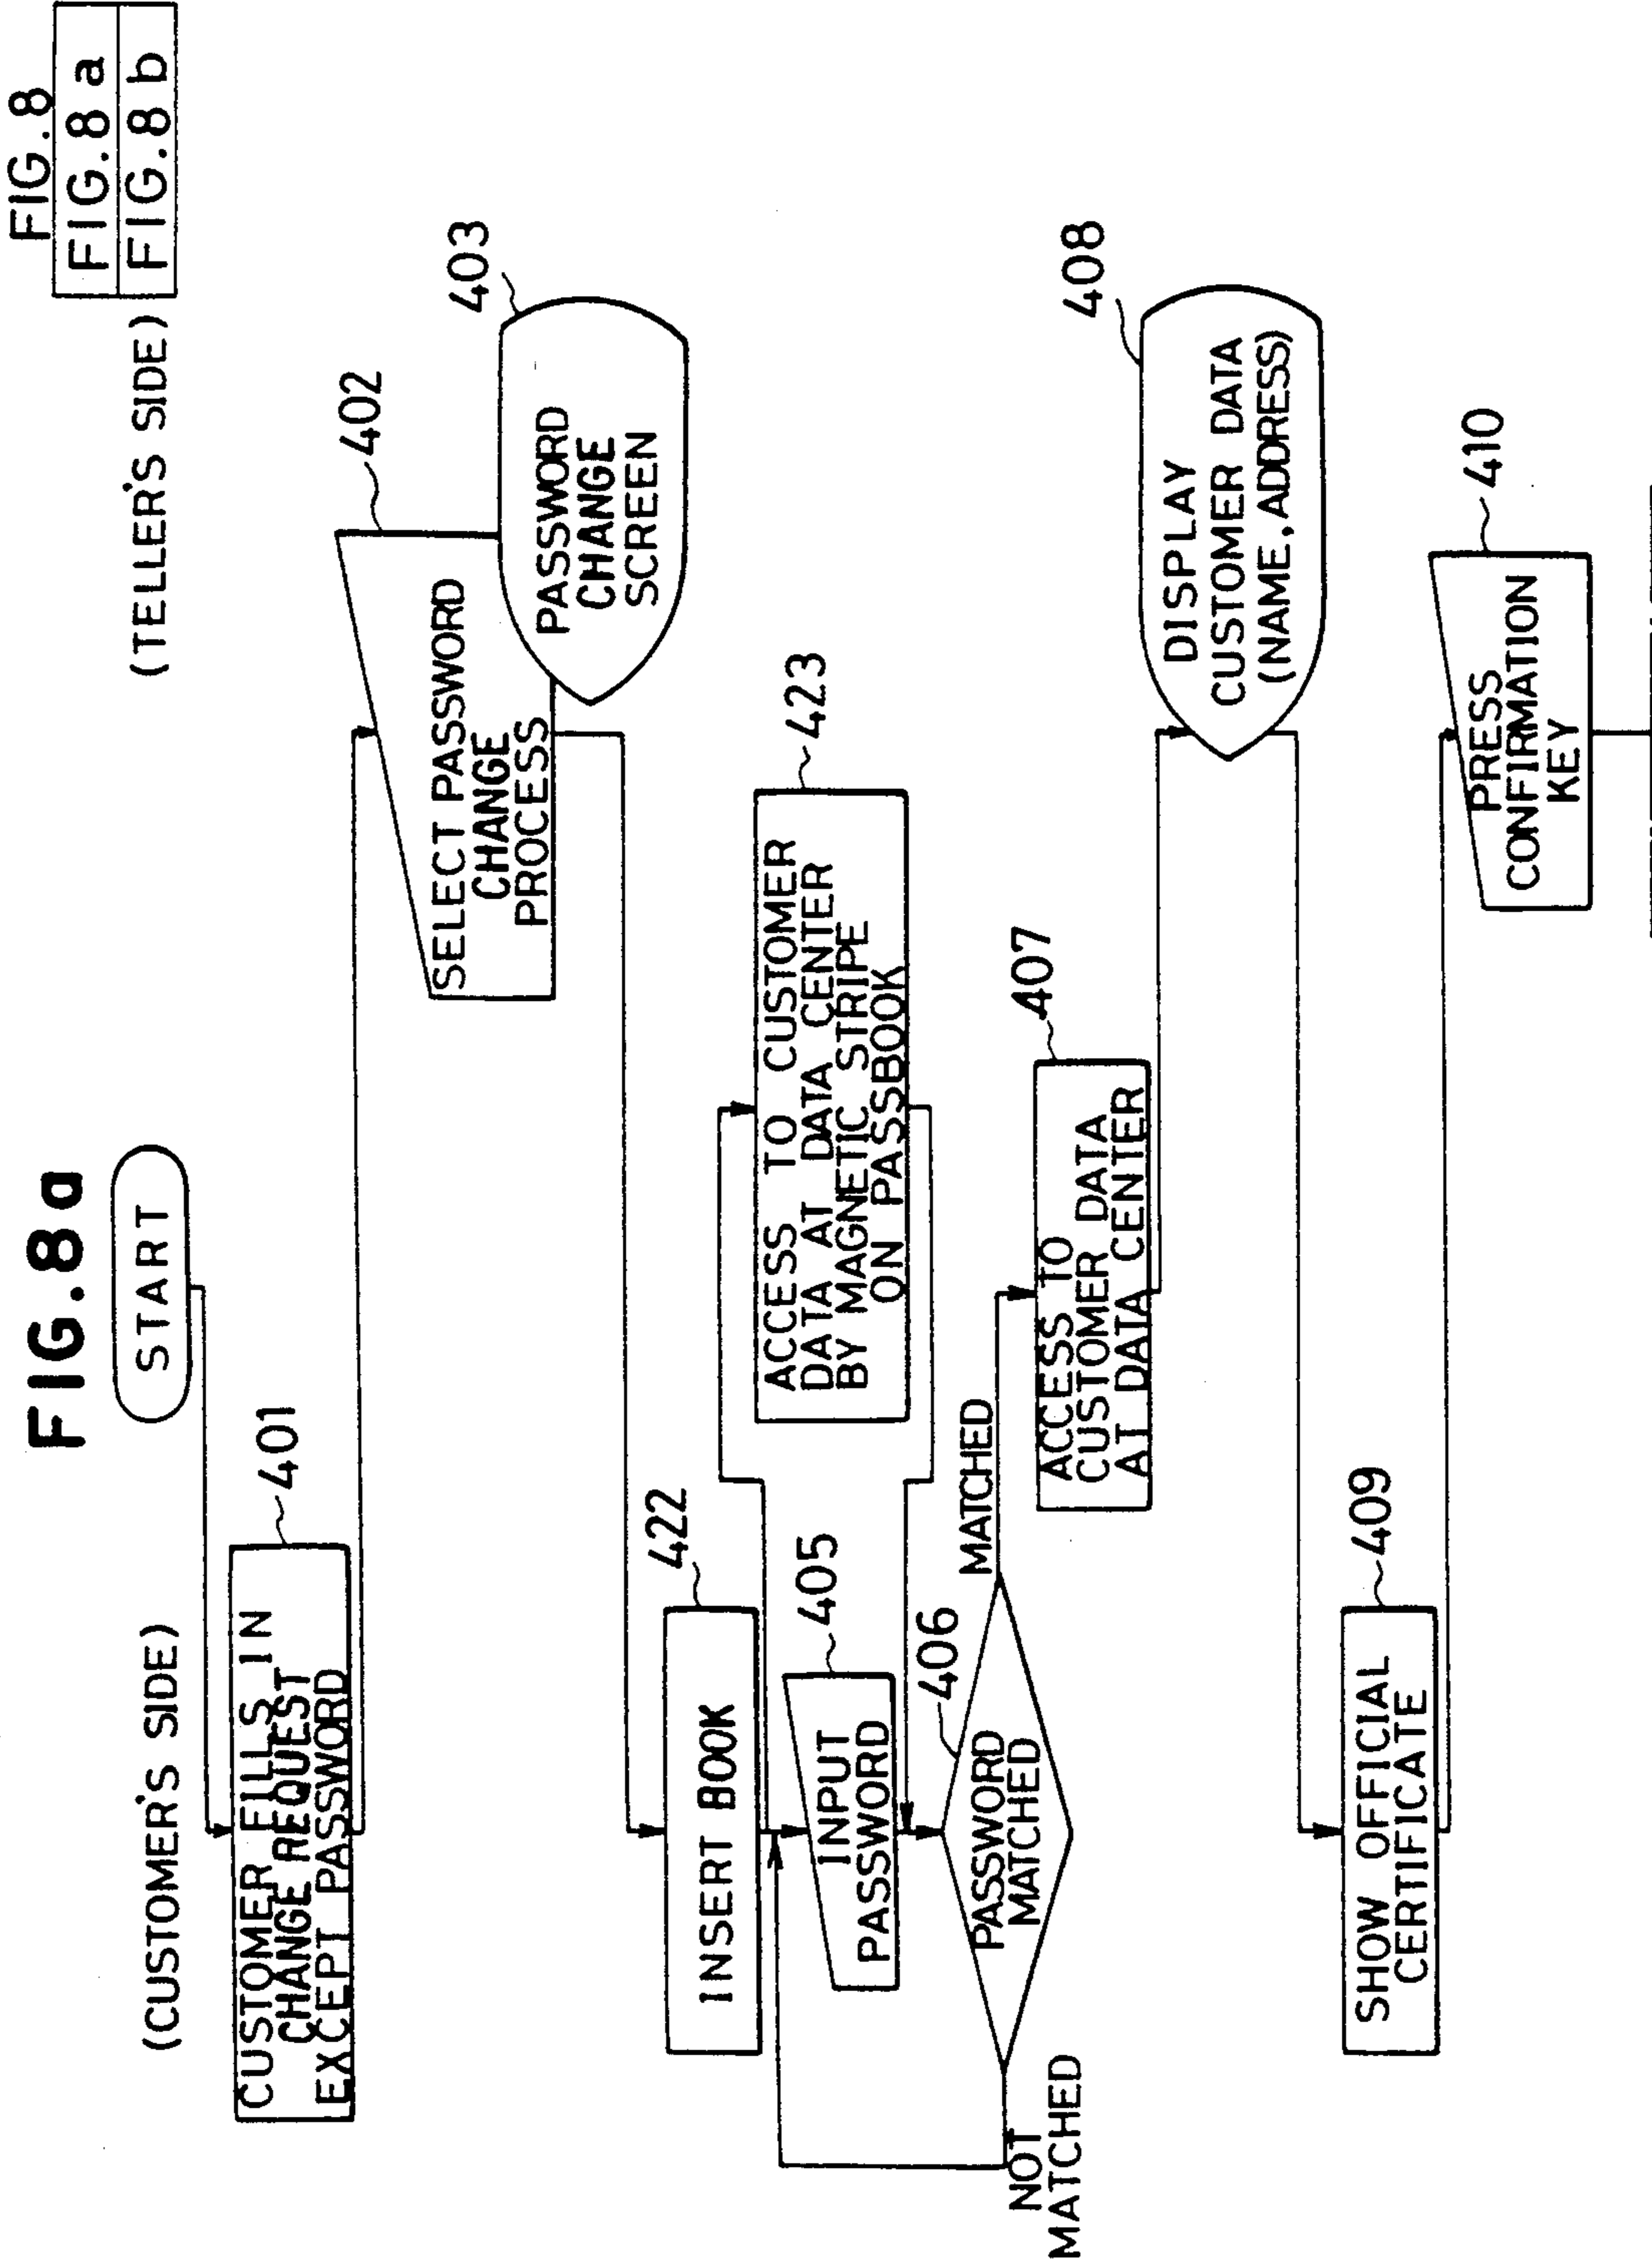 FIG.8
FIG.8a
FIG.8b
FIG.8a
(CUSTOMER'S SIDE)
START
(TELLER'S SIDE)
401
CUSTOMER FILLS IN
CHANGE REQUEST
EXCEPT PASSWORD
402
SELECT PASSWORD
CHANGE
PROCESS
403
PASSWORD
CHANGE
SCREEN
422
INSERT BOOK
423
ACCESS TO CUSTOMER
DATA AT DATA CENTER
BY MAGNETIC STRIPE
ON PASSBOOK
405
INPUT
PASSWORD
406
PASSWORD
MATCHED
MATCHED
NOT
MATCHED
407
ACCESS TO
CUSTOMER DATA
AT DATA CENTER
408
DISPLAY
CUSTOMER DATA
(NAME,ADDRESS)
409
SHOW OFFICIAL
CERTIFICATE
410
PRESS
CONFIRMATION
KEY